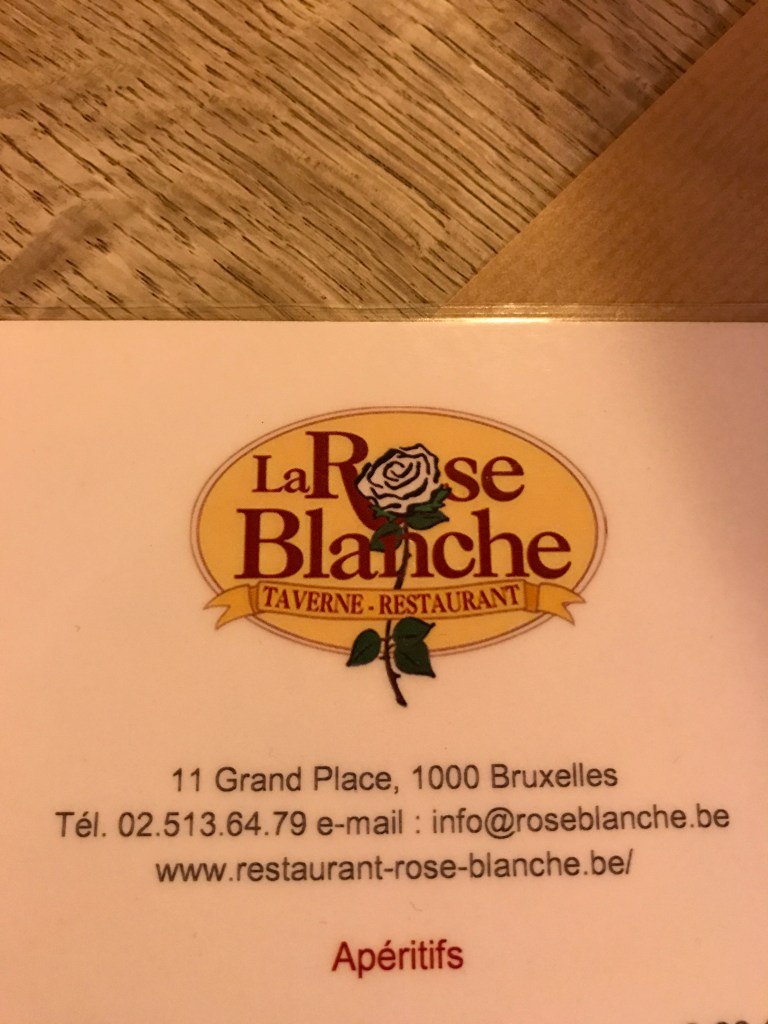 La Rose
Blanche
TAVERNE - RESTAURANT
11 Grand Place, 1000 Bruxelles
Tél. 02.513.64.79 e-mail : info@roseblanche.be
www.restaurant-rose-blanche.be/
Apéritifs